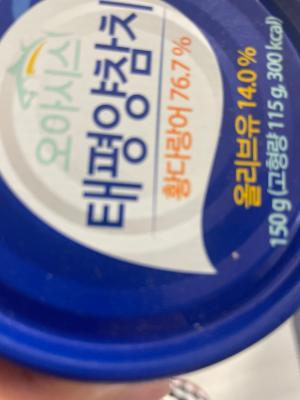 오아시스
태평양참치
황다랑어 76.7%
올리브유 14.0%
150 g (고형량 115 g, 300 kcal)